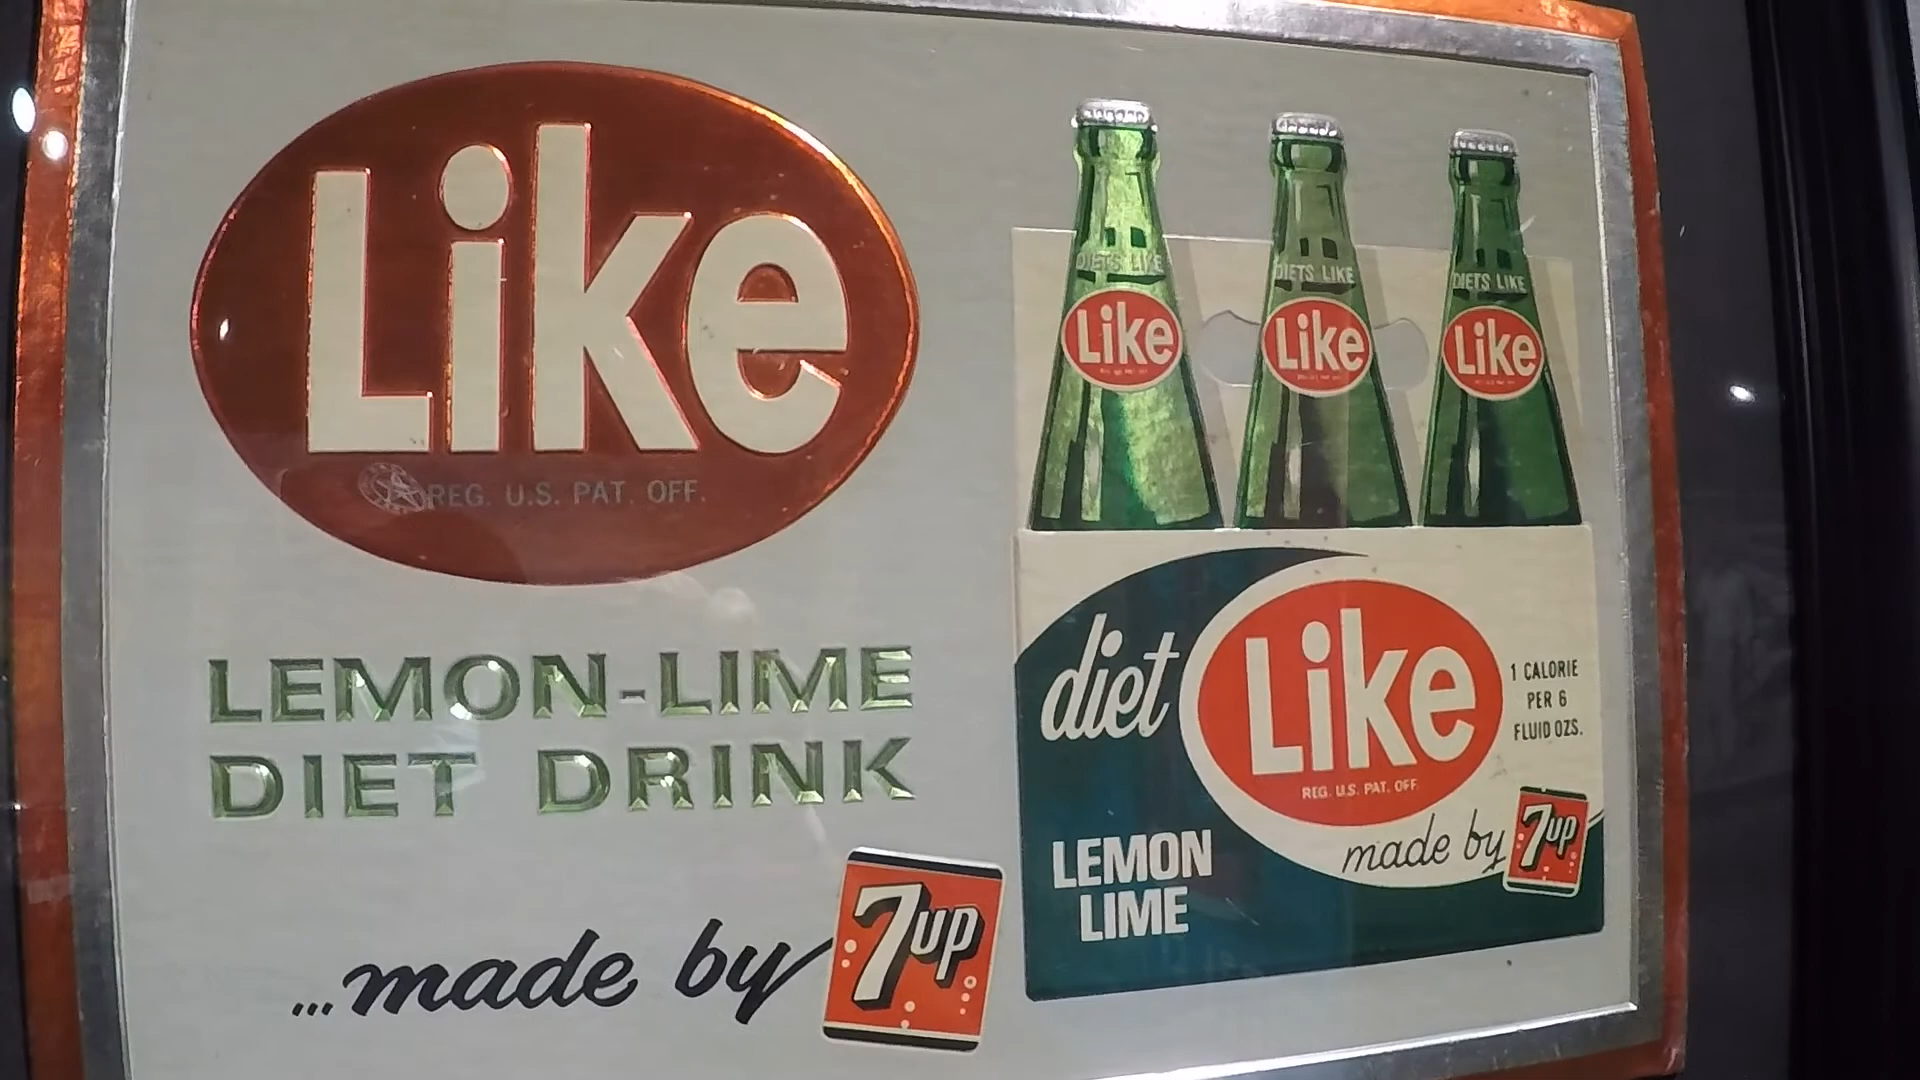 Like
REG. U.S. PAT. OFF.
LEMON-LIME
DIET DRINK
...made by 7up
DIETS LIKE
Like
DIETS LIKE
Like
DIETS LIKE
Like
diet Like
REG. U.S. PAT. OFF.
1 CALORIE
PER 6
FLUID OZS.
made by 7up
LEMON
LIME